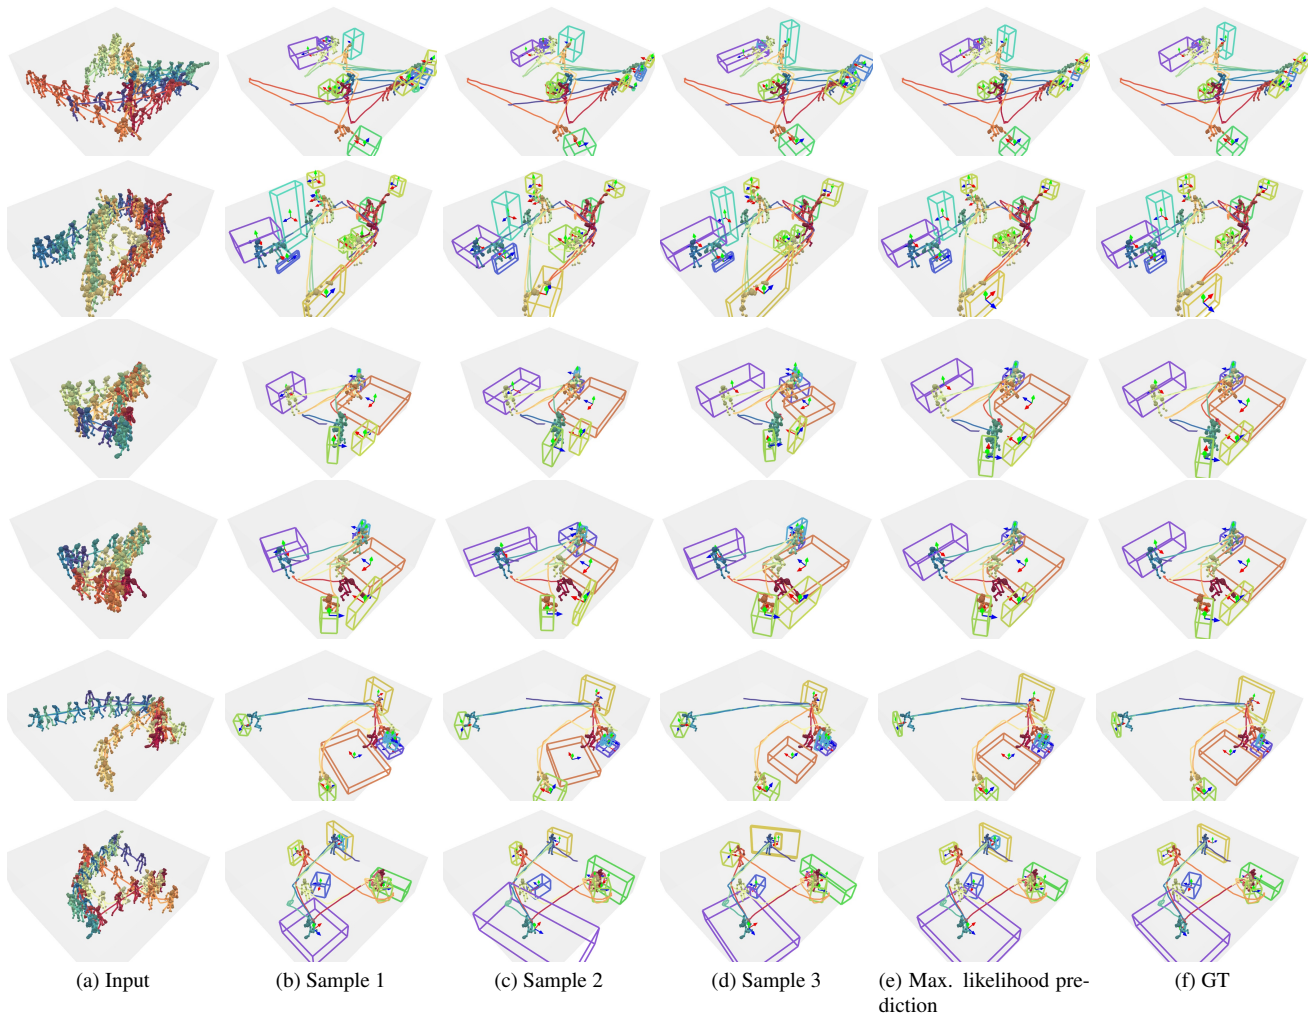 (a) Input
(b) Sample 1
(c) Sample 2
(d) Sample 3
(e) Max. likelihood pre-
diction
(f) GT